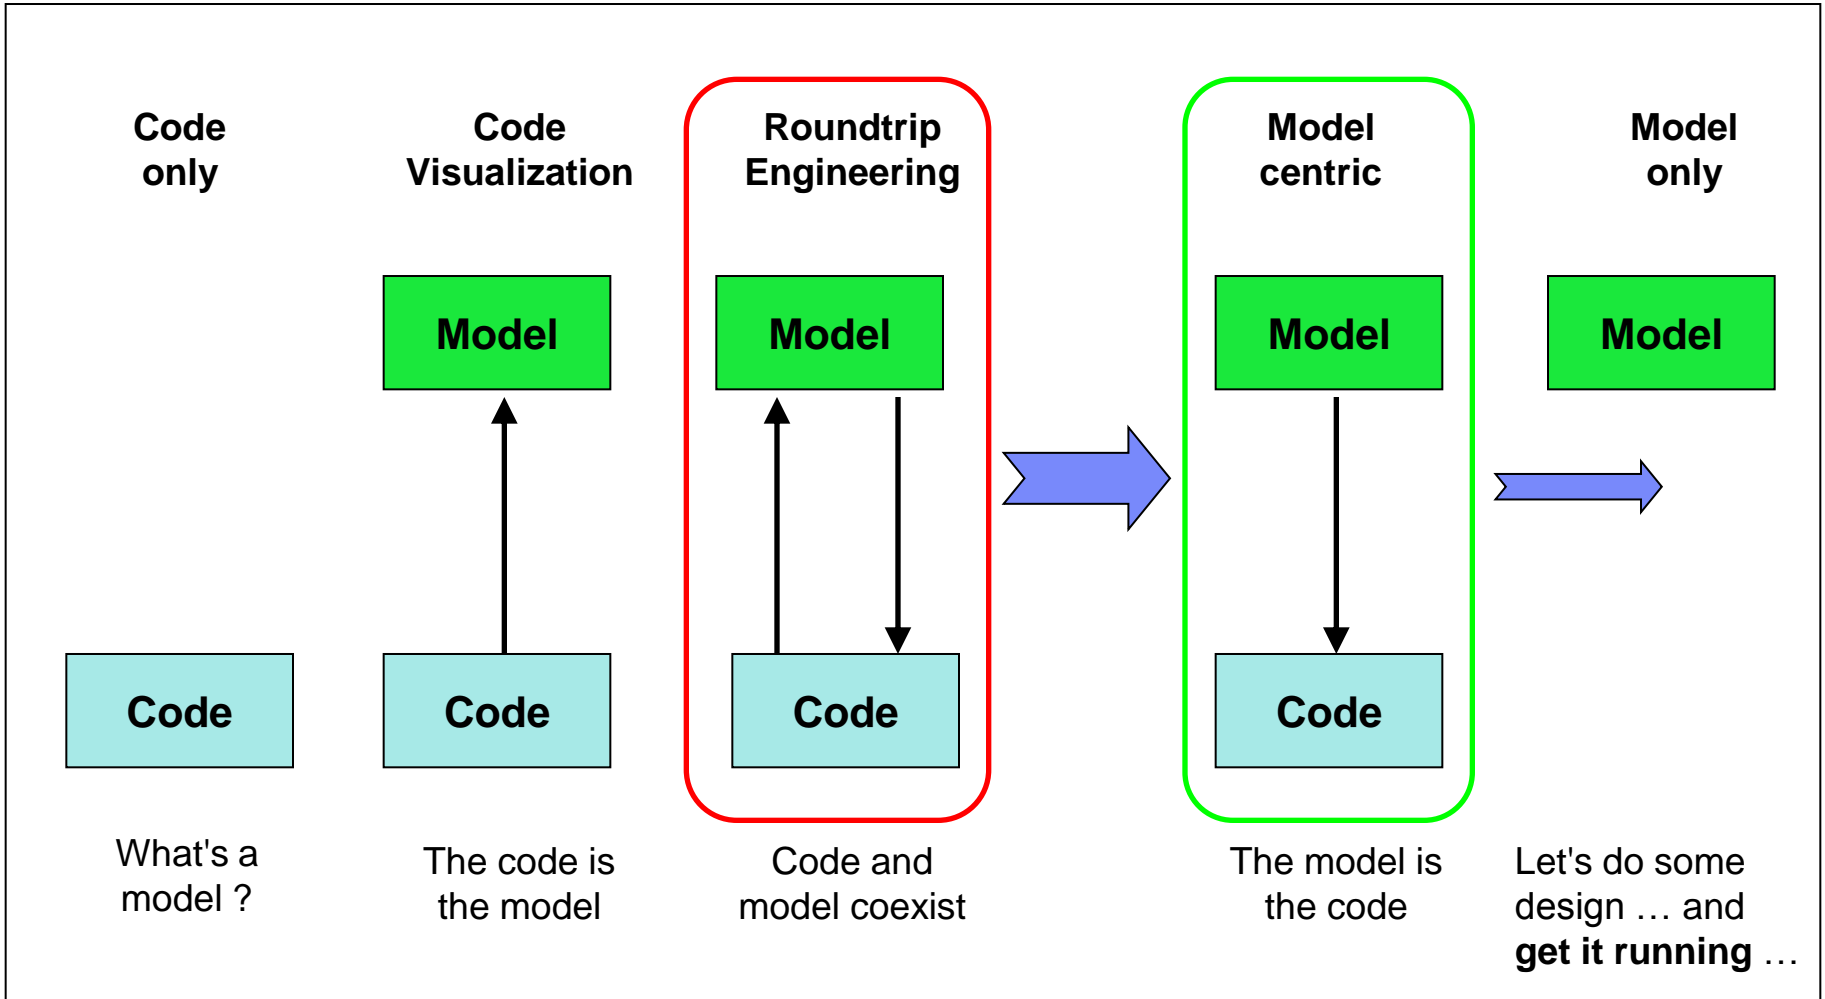 Code
only
Code
Visualization
Roundtrip
Engineering
Model
centric
Model
only
Model
Model
Model
Model
Code
Code
Code
Code
What's a
model ?
The code is
the model
Code and
model coexist
The model is
the code
Let's do some
design … and
get it running …